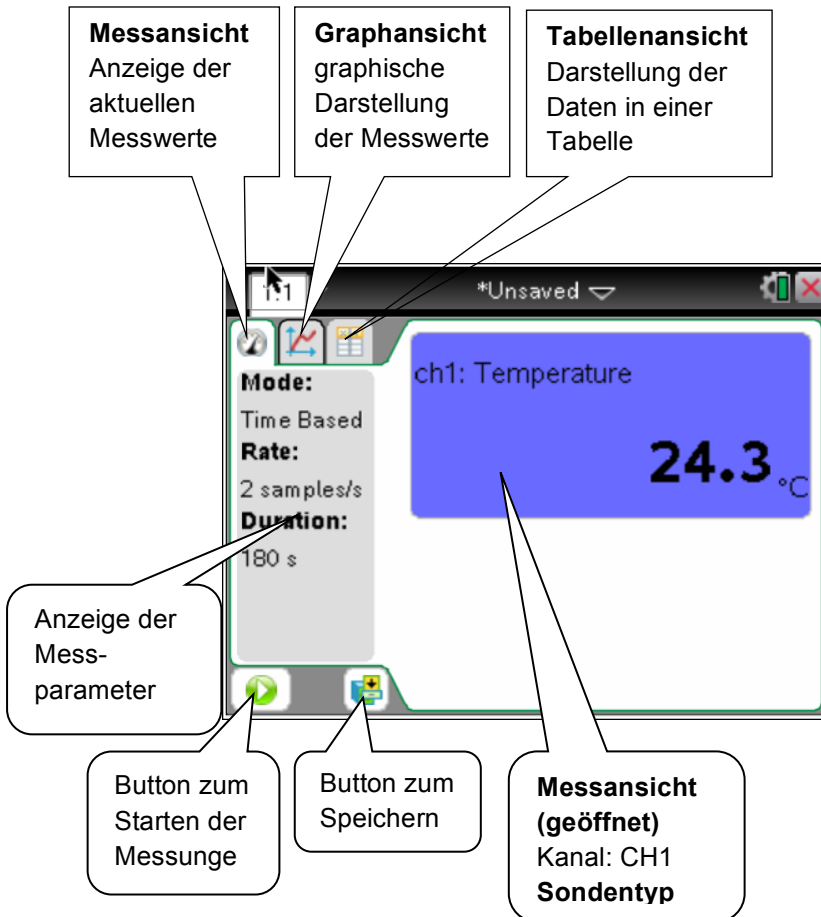 Messansicht
Anzeige der
aktuellen
Messwerte
Graphansicht
graphische
Darstellung
der Messwerte
Tabellenansicht
Darstellung der
Daten in einer
Tabelle
1.1
*Unsaved
ch1: Temperature
24.3 °C
Mode:
Time Based
Rate:
2 samples/s
Duration:
180 s
Anzeige der
Mess-
parameter
Button zum
Starten der
Messunge
Button zum
Speichern
Messansicht
(geöffnet)
Kanal: CH1
Sondentyp